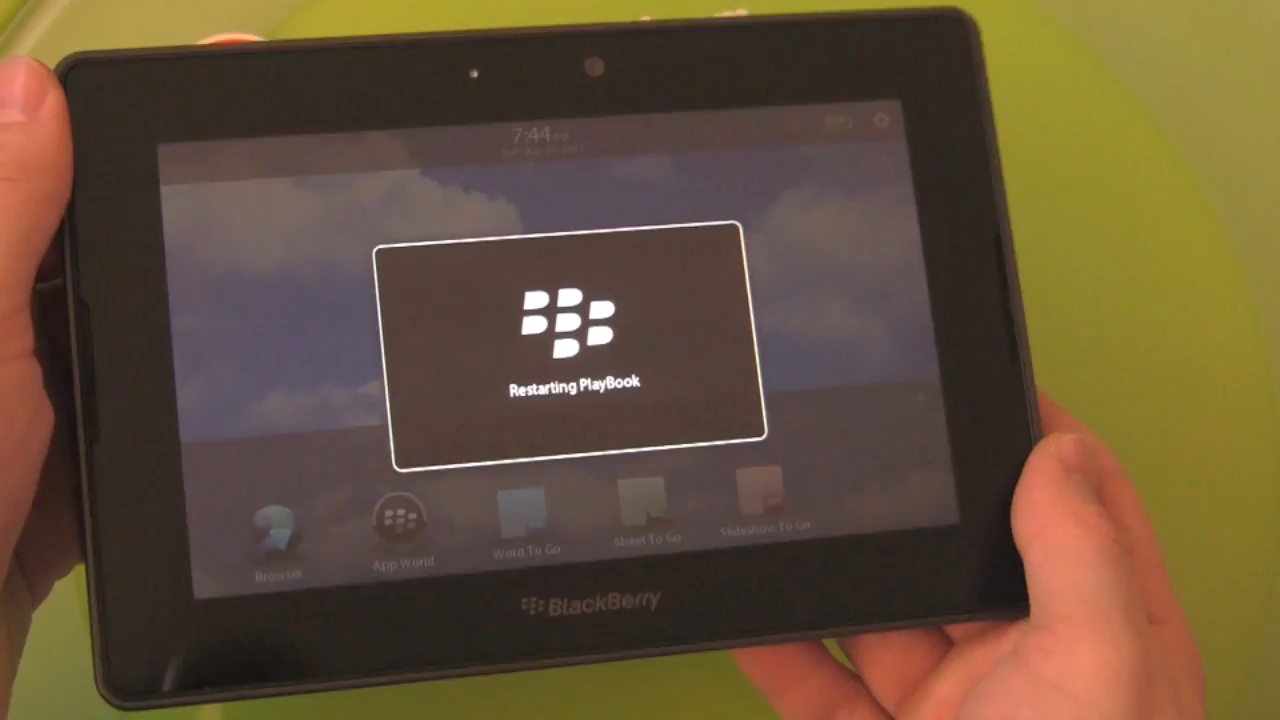 7:44
Restarting PlayBook
Browser
App World
Word To Go
Sheet To Go
Slideshow To Go
BlackBerry